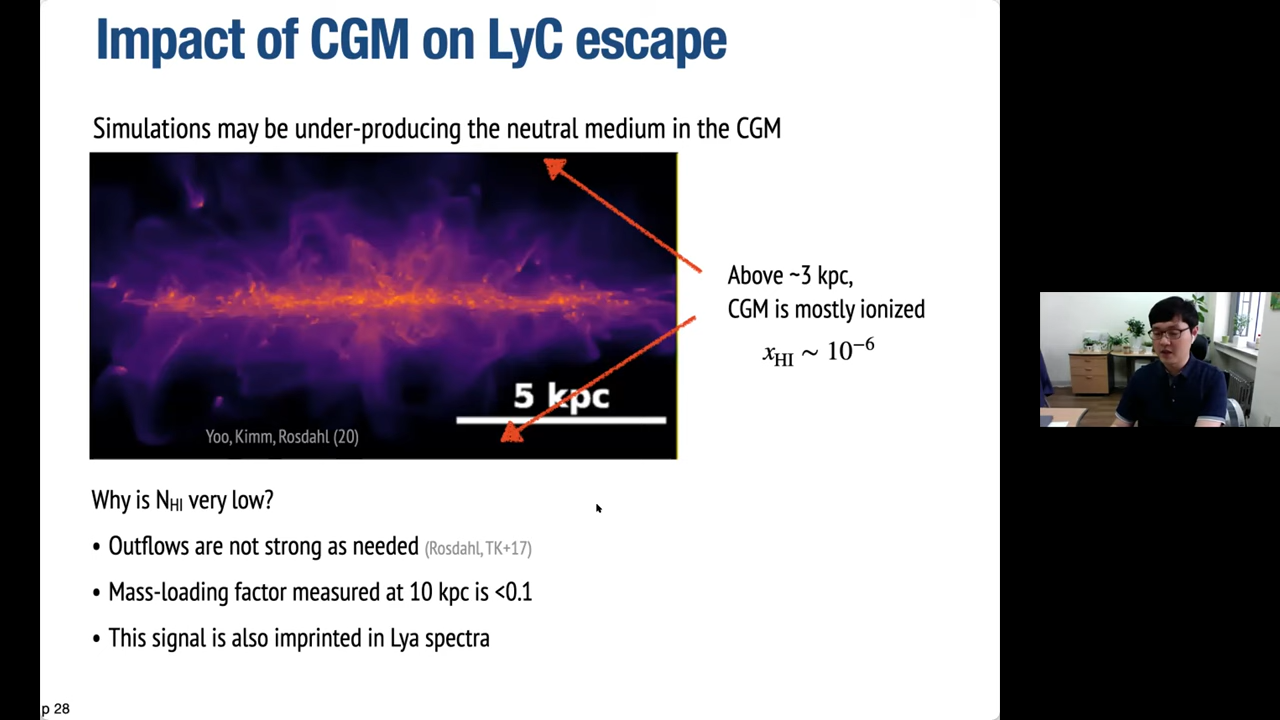 Impact of CGM on LyC escape
Simulations may be under-producing the neutral medium in the CGM
Above ~3 kpc,
CGM is mostly ionized
x_HI ~ 10⁻⁶
5 kpc
Yoo, Kimm, Rosdahl (20)
Why is N_HI very low?
• Outflows are not strong as needed (Rosdahl, TK+17)
• Mass-loading factor measured at 10 kpc is <0.1
• This signal is also imprinted in Lya spectra
p 28